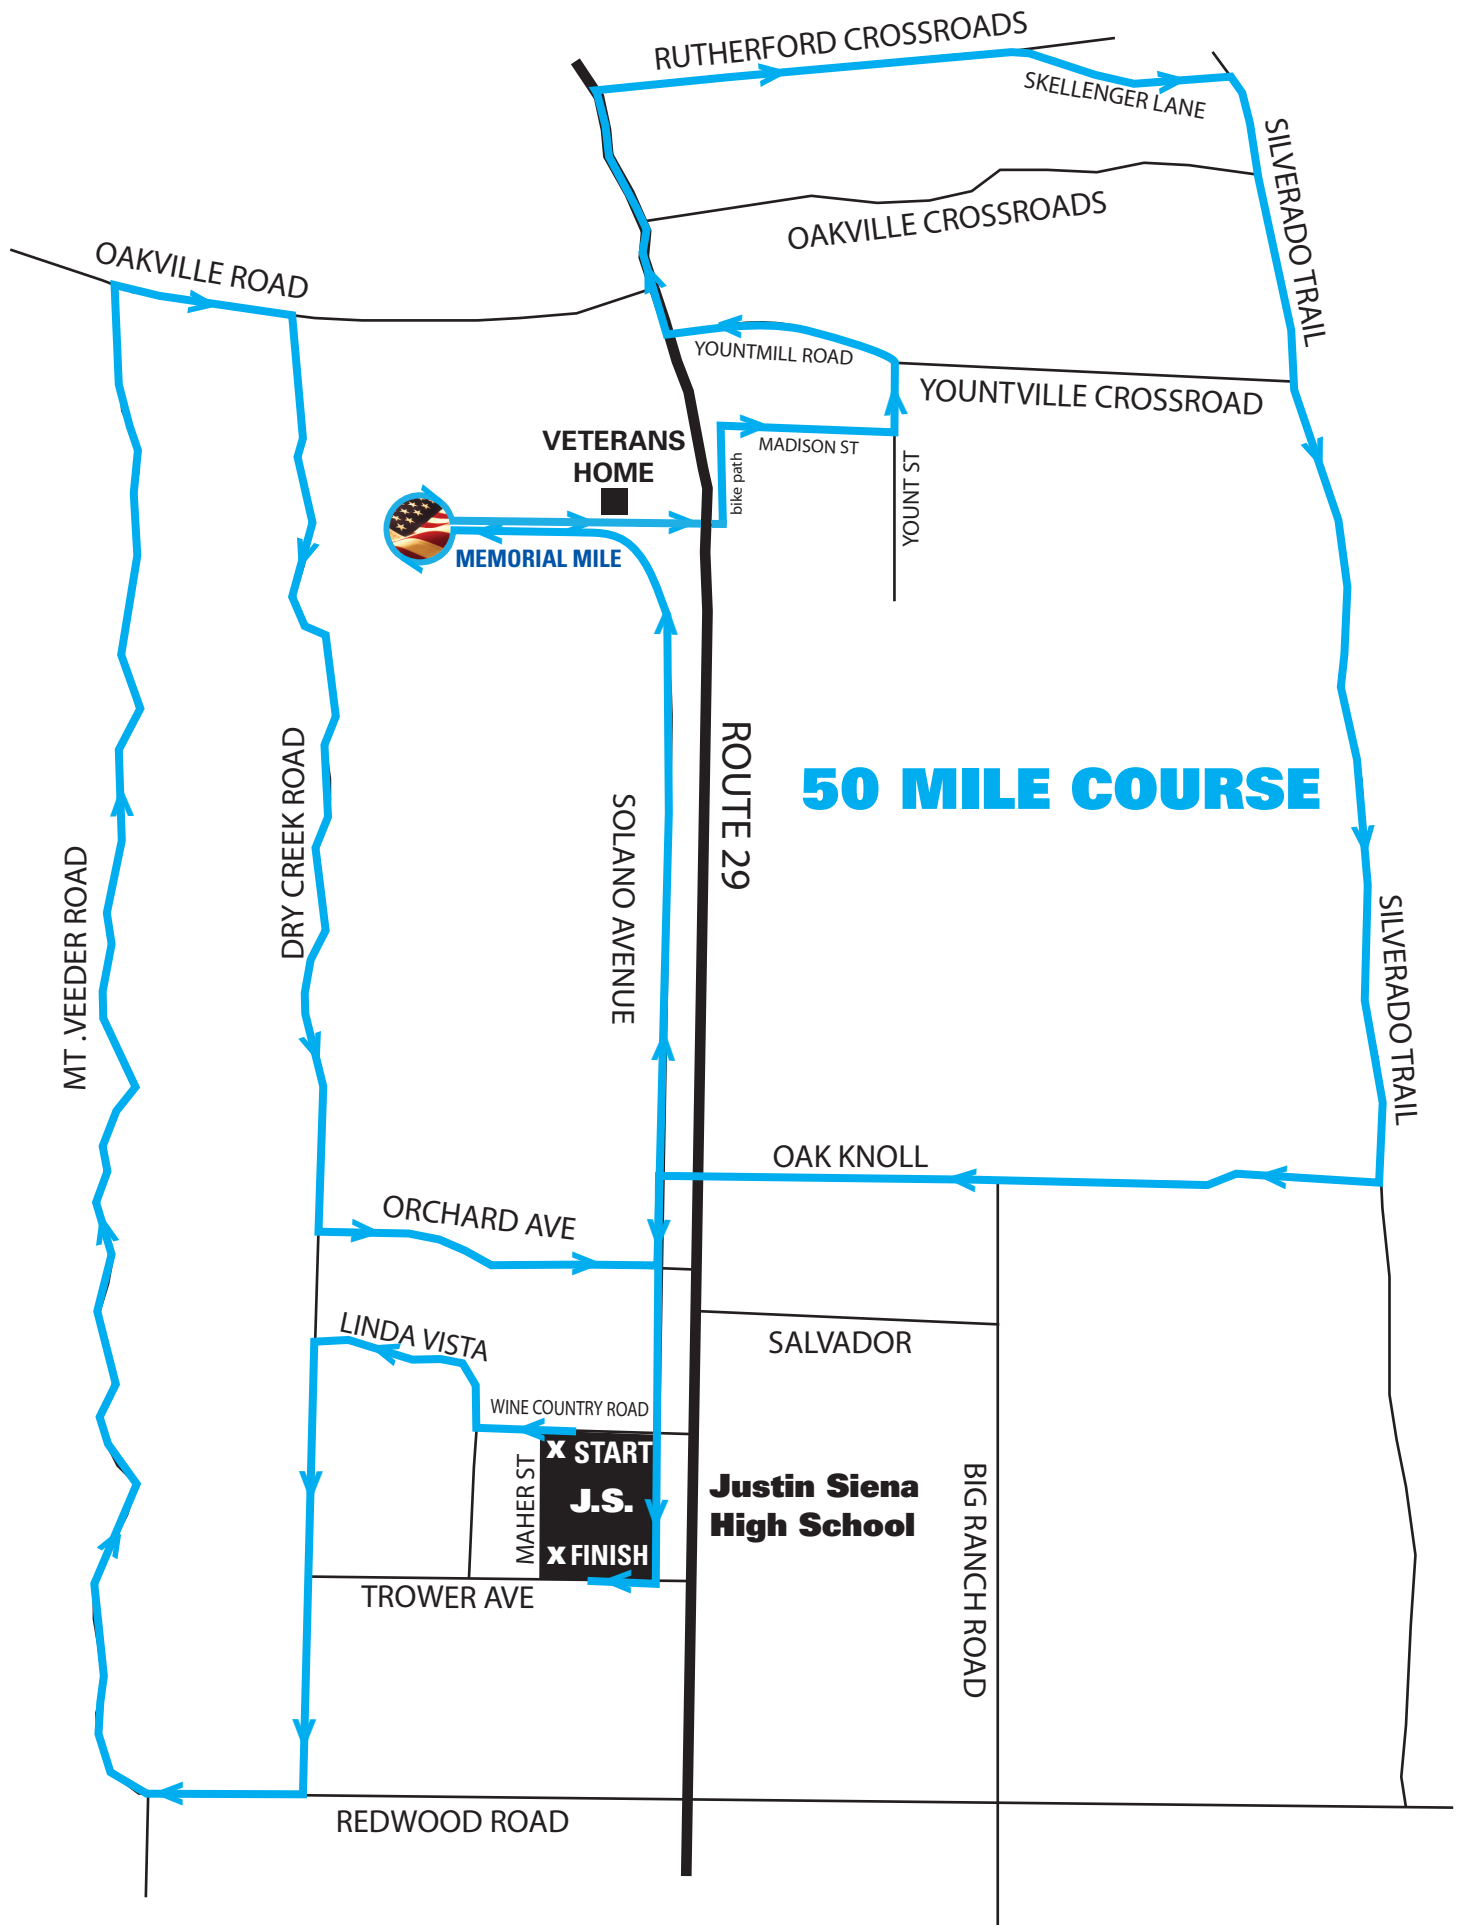 RUTHERFORD CROSSROADS
SKELLENGER LANE
SILVERADO TRAIL
OAKVILLE CROSSROADS
OAKVILLE ROAD
YOUNTMILL ROAD
YOUNTVILLE CROSSROAD
VETERANS
HOME
MADISON ST
bike path
YOUNT ST
MEMORIAL MILE
ROUTE 29
50 MILE COURSE
DRY CREEK ROAD
SOLANO AVENUE
MT .VEEDER ROAD
SILVERADO TRAIL
OAK KNOLL
ORCHARD AVE
LINDA VISTA
SALVADOR
WINE COUNTRY ROAD
MAHER ST
X START
J.S.
X FINISH
Justin Siena
High School
BIG RANCH ROAD
TROWER AVE
REDWOOD ROAD